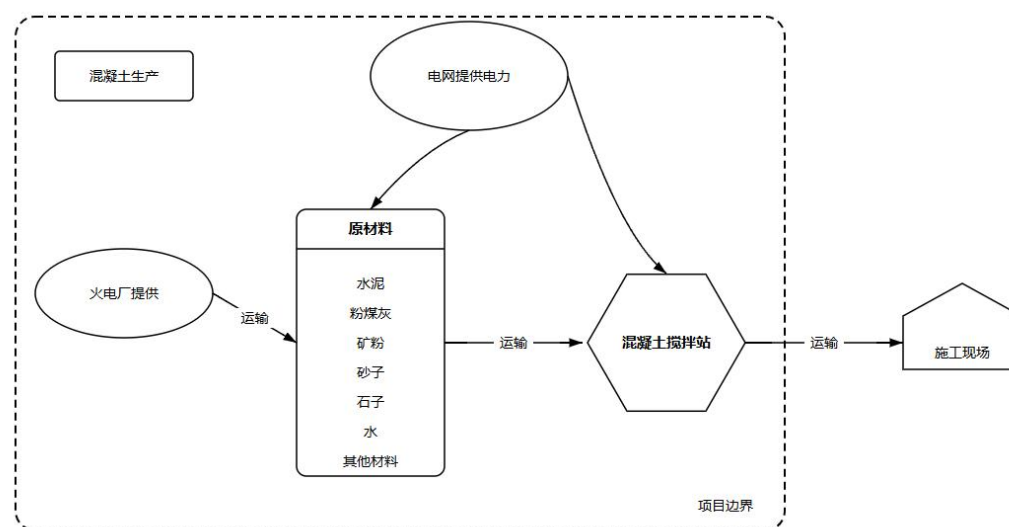 混凝土生产
电网提供电力
原材料
火电厂提供
运输
水泥
粉煤灰
矿粉
砂子
石子
水
其他材料
运输
混凝土搅拌站
运输
施工现场
项目边界